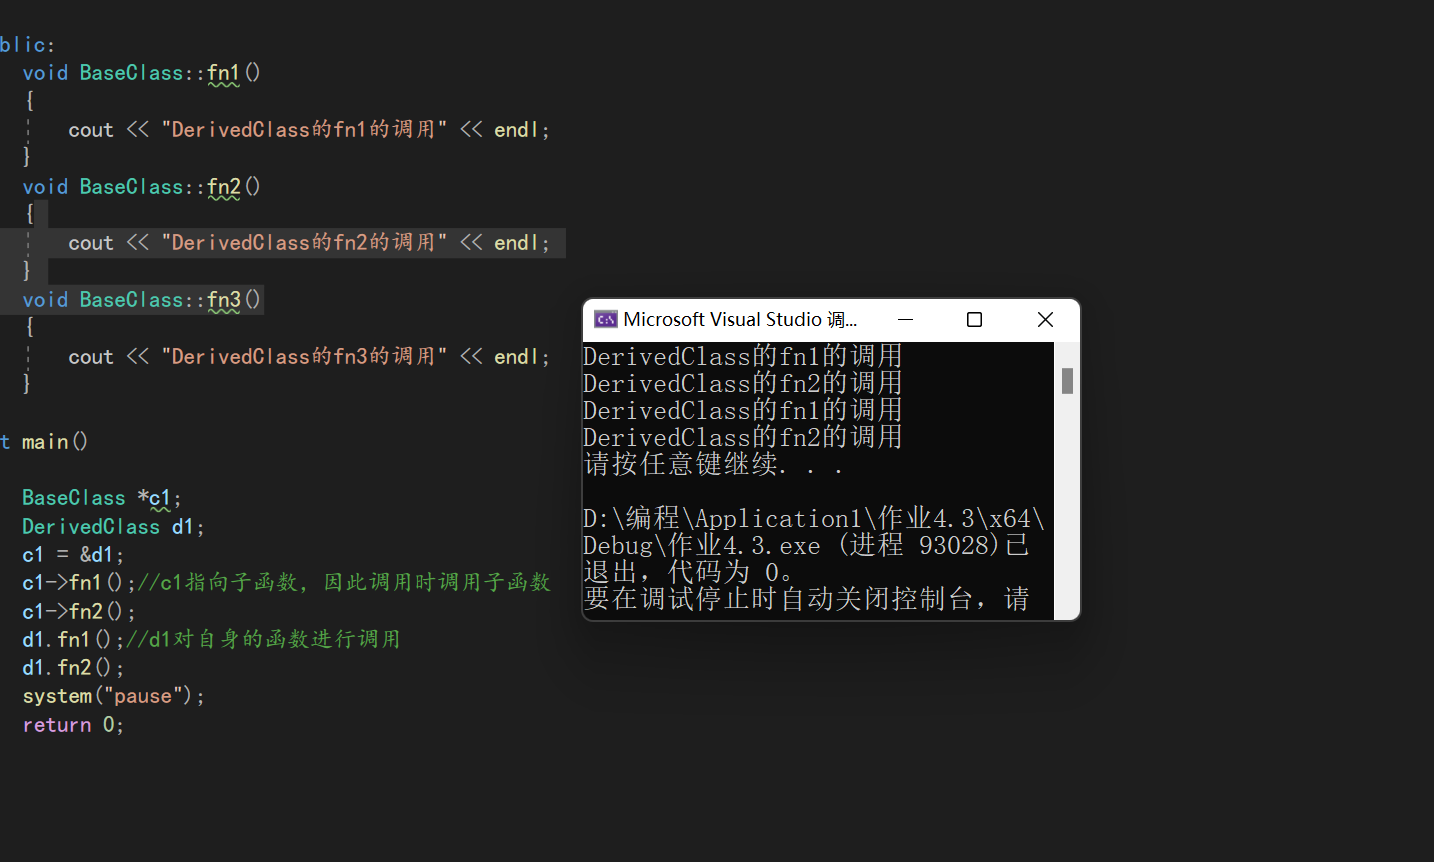 blic:
void BaseClass::fn1()
{
cout << "DerivedClass的fn1的调用" << endl;
}
void BaseClass::fn2()
{
cout << "DerivedClass的fn2的调用" << endl;
}
void BaseClass::fn3()
{
cout << "DerivedClass的fn3的调用" << endl;
}
t main()
BaseClass *c1;
DerivedClass d1;
c1 = &d1;
c1->fn1();//c1指向子函数，因此调用时调用子函数
c1->fn2();
d1.fn1();//d1对自身的函数进行调用
d1.fn2();
system("pause");
return 0;
Microsoft Visual Studio 调...
DerivedClass的fn1的调用
DerivedClass的fn2的调用
DerivedClass的fn1的调用
DerivedClass的fn2的调用
请按任意键继续. . .
D:\编程\Application1\作业4.3\x64\
Debug\作业4.3.exe (进程 93028)已
退出，代码为 0。
要在调试停止时自动关闭控制台，请